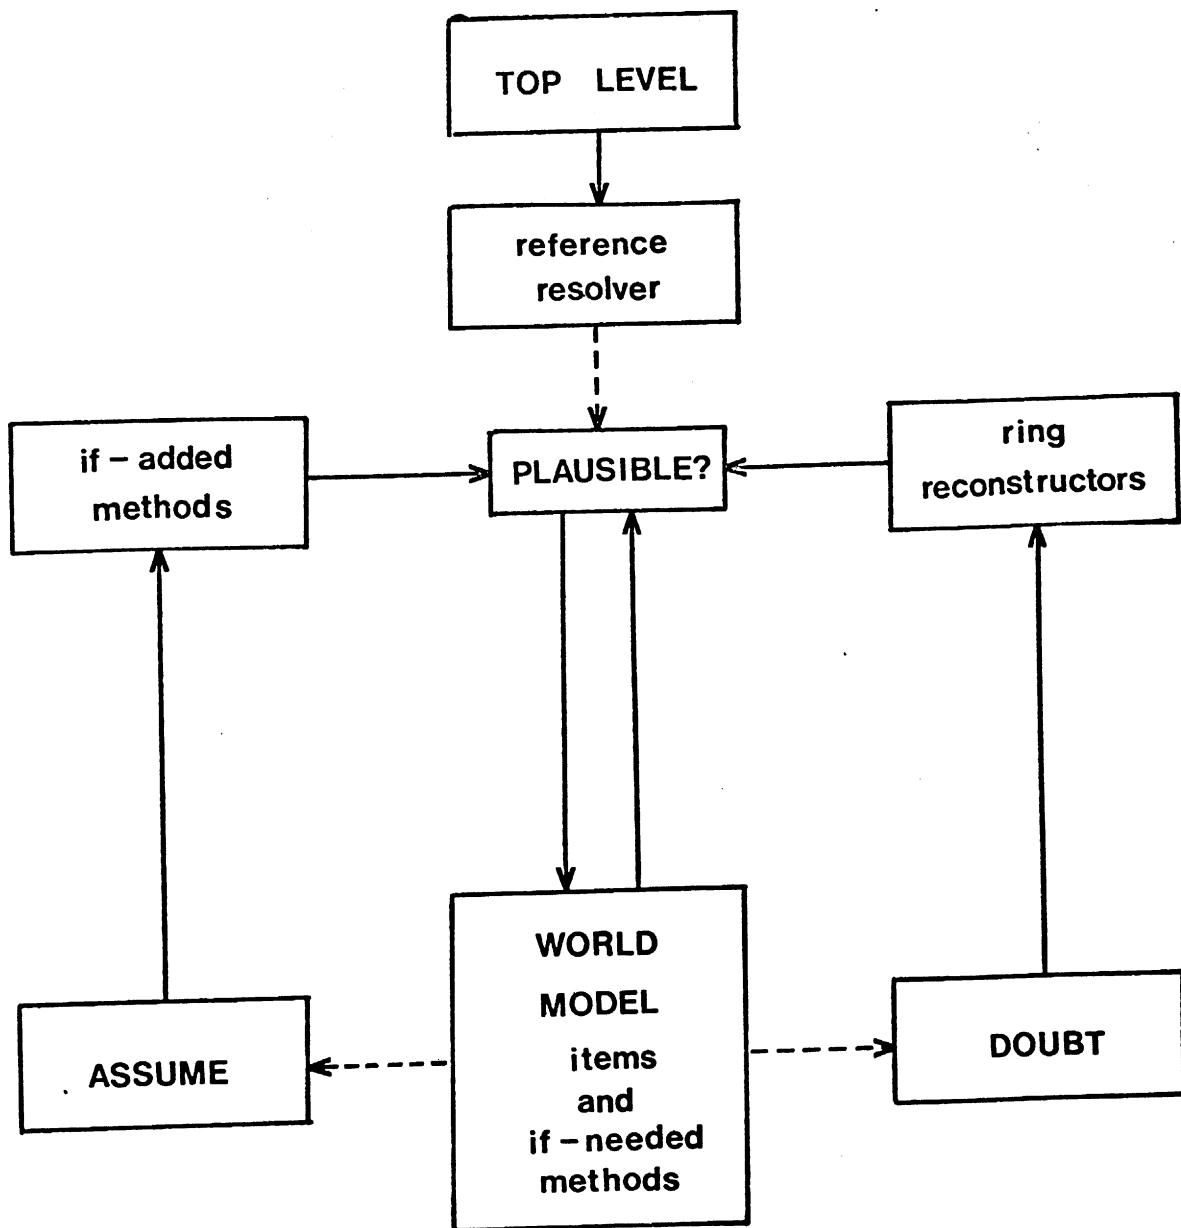 TOP LEVEL
reference
resolver
if-added
methods
PLAUSIBLE?
ring
reconstructors
WORLD
MODEL
items
and
if-needed
methods
ASSUME
DOUBT